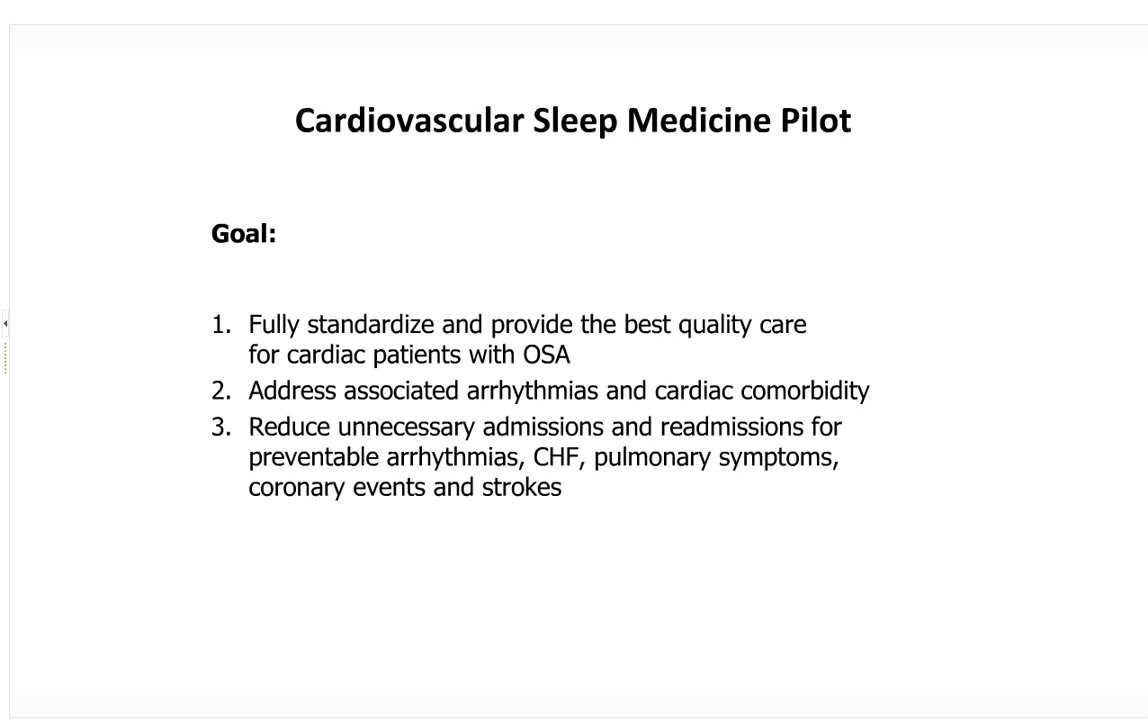 Cardiovascular Sleep Medicine Pilot
Goal:
1. Fully standardize and provide the best quality care
for cardiac patients with OSA
2. Address associated arrhythmias and cardiac comorbidity
3. Reduce unnecessary admissions and readmissions for
preventable arrhythmias, CHF, pulmonary symptoms,
coronary events and strokes